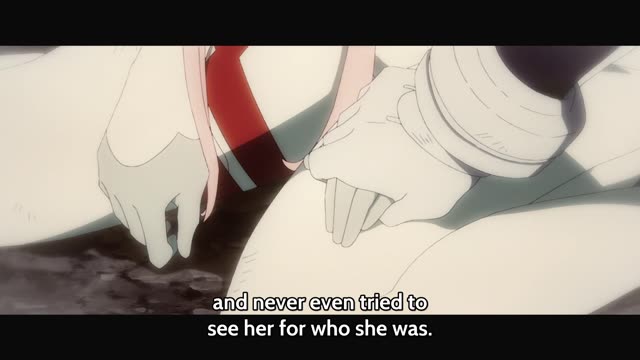 and never even tried to
see her for who she was.